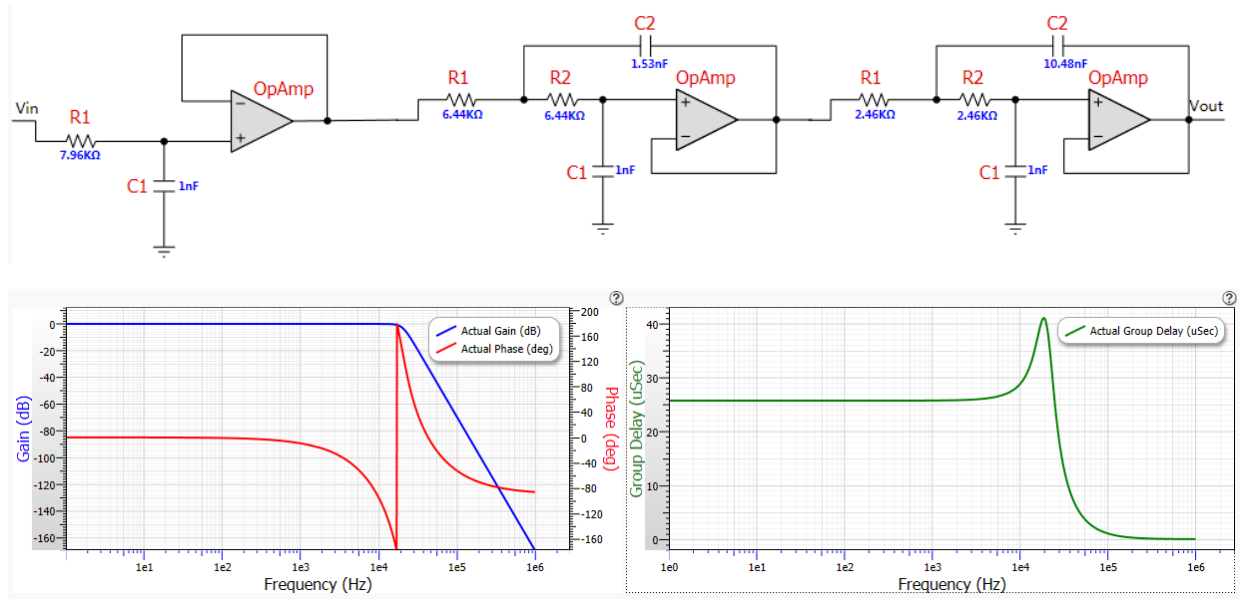 C2
1.53nF
C2
10.48nF
Vin
R1
7.96KΩ
OpAmp
−
+
C1
1nF
R1
6.44KΩ
R2
6.44KΩ
OpAmp
+
−
C1
1nF
R1
2.46KΩ
R2
2.46KΩ
OpAmp
+
−
C1
1nF
Vout
?
Gain (dB)
0
-20
-40
-60
-80
-100
-120
-140
-160
Actual Gain (dB)
Actual Phase (deg)
200
160
120
80
40
0
-40
-80
-120
-160
Phase (deg)
1e1
1e2
1e3
1e4
1e5
1e6
Frequency (Hz)
?
Group Delay (uSec)
40
30
20
10
0
Actual Group Delay (uSec)
1e0
1e1
1e2
1e3
1e4
1e5
1e6
Frequency (Hz)